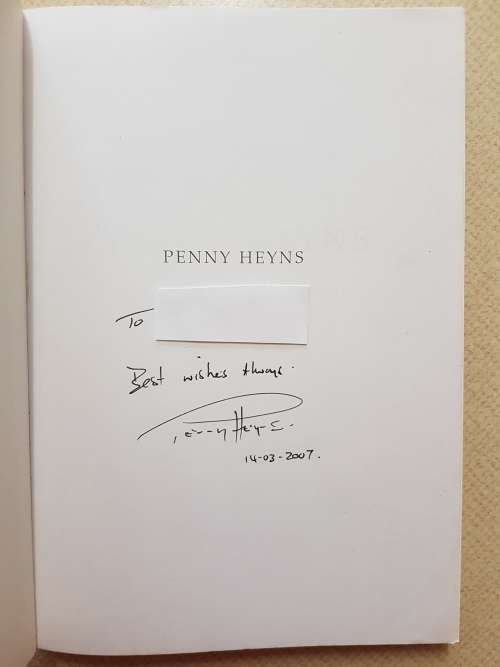 PENNY HEYNS
To
Best wishes Always.
Penny Heyns.
14-03-2007.